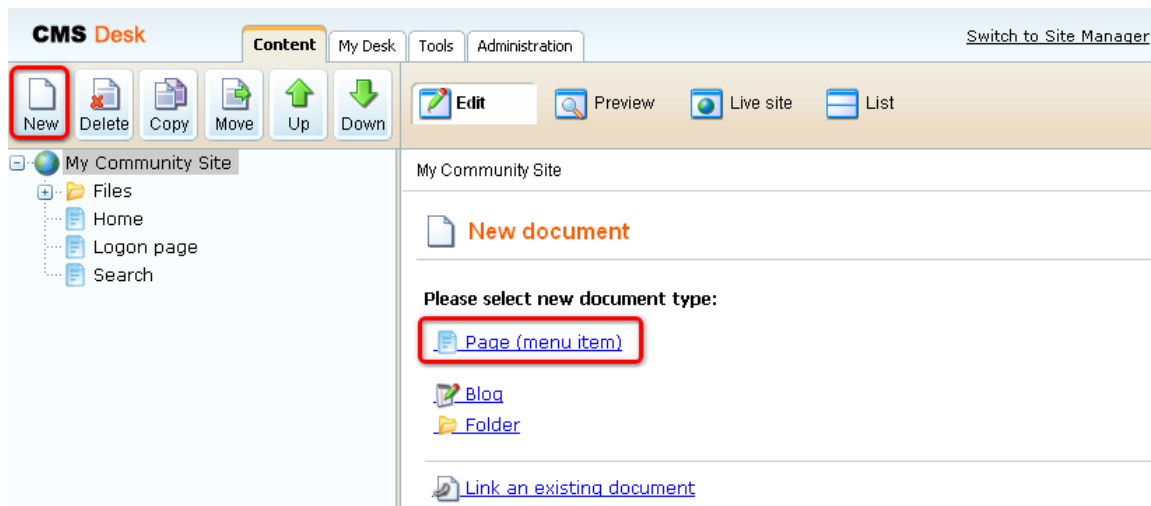 CMS Desk
Content
My Desk
Tools
Administration
Switch to Site Manager
New
Delete
Copy
Move
Up
Down
Edit
Preview
Live site
List
My Community Site
Files
Home
Logon page
Search
My Community Site
New document
Please select new document type:
Page (menu item)
Blog
Folder
Link an existing document